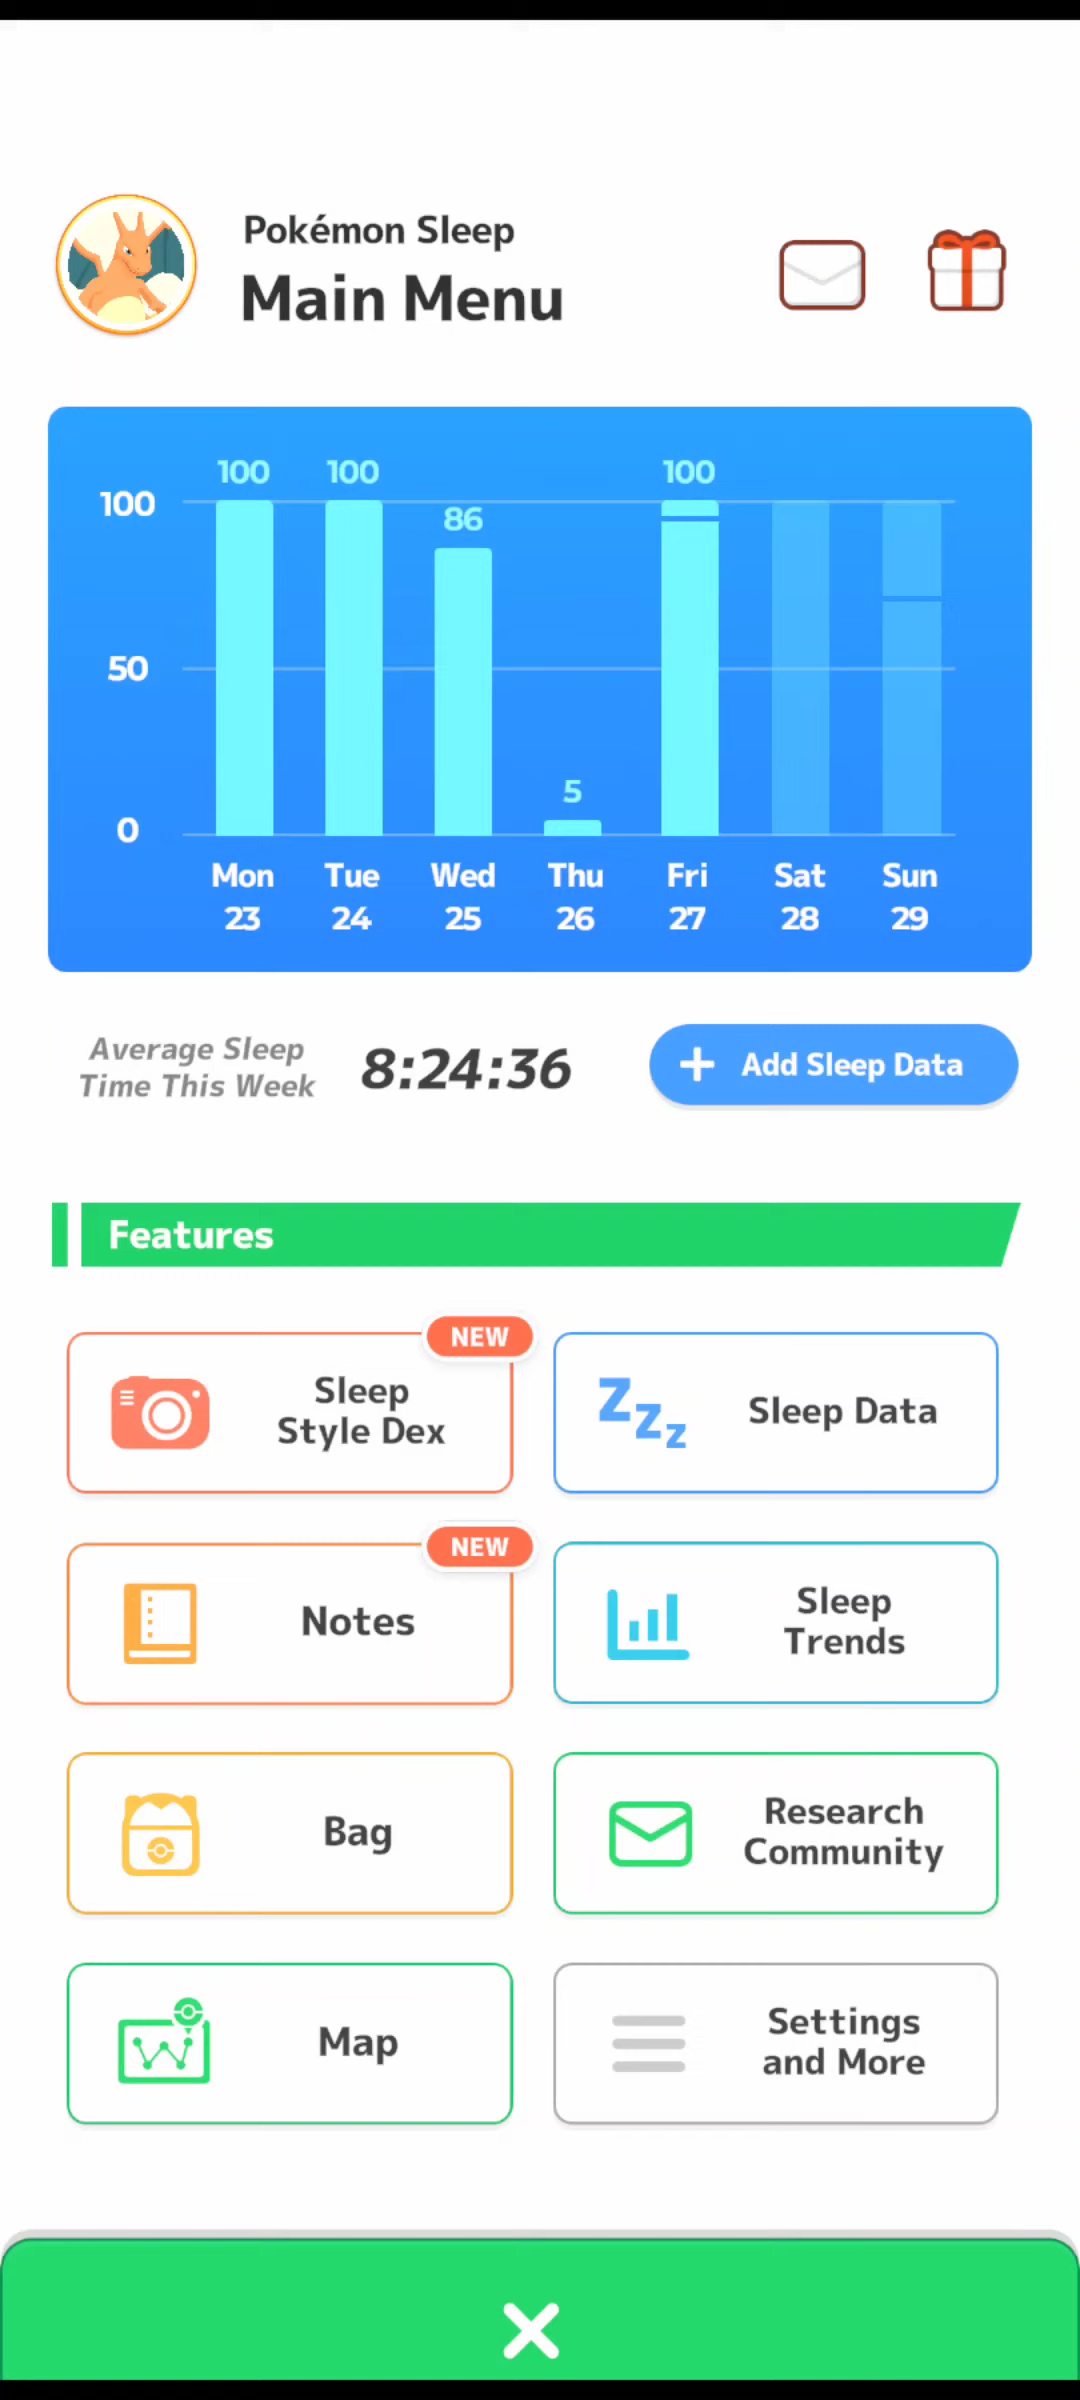 Pokémon Sleep
Main Menu
100 100 100
100
86
50
5
0
Mon Tue Wed Thu Fri Sat Sun
23 24 25 26 27 28 29
Average Sleep
Time This Week
8:24:36
Add Sleep Data
Features
NEW
Sleep
Style Dex
Sleep Data
NEW
Notes
Sleep
Trends
Bag
Research
Community
Map
Settings
and More